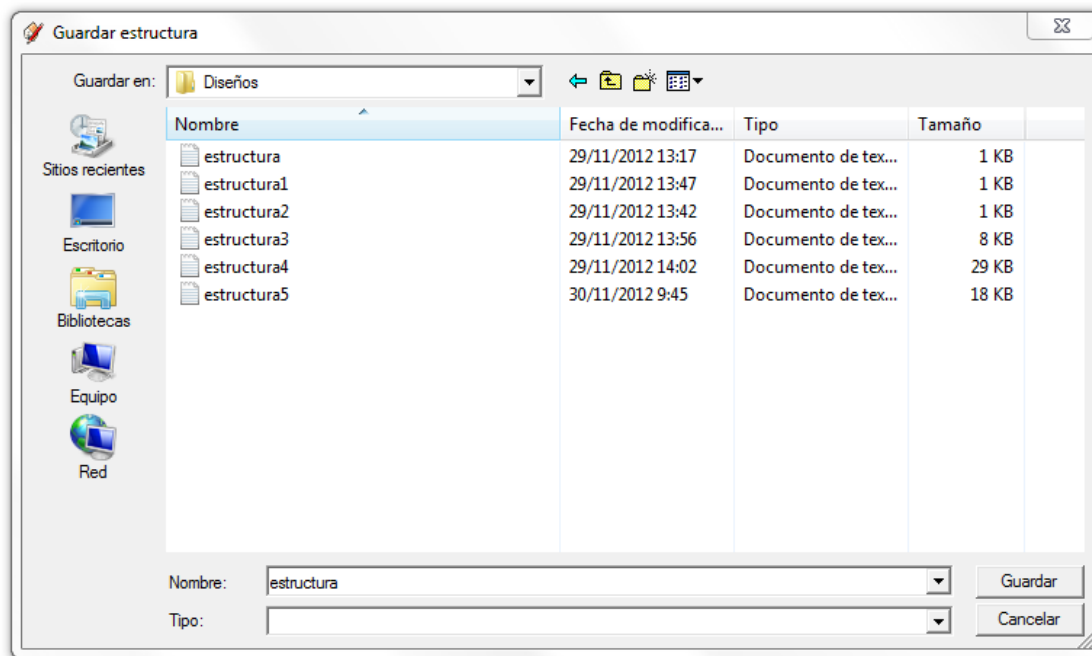 Guardar estructura
Guardar en: Diseños
Nombre Fecha de modifica... Tipo Tamaño
estructura 29/11/2012 13:17 Documento de tex... 1 KB
estructura1 29/11/2012 13:47 Documento de tex... 1 KB
estructura2 29/11/2012 13:42 Documento de tex... 1 KB
estructura3 29/11/2012 13:56 Documento de tex... 8 KB
estructura4 29/11/2012 14:02 Documento de tex... 29 KB
estructura5 30/11/2012 9:45 Documento de tex... 18 KB
Sitios recientes
Escritorio
Bibliotecas
Equipo
Red
Nombre: estructura Guardar
Tipo: Cancelar